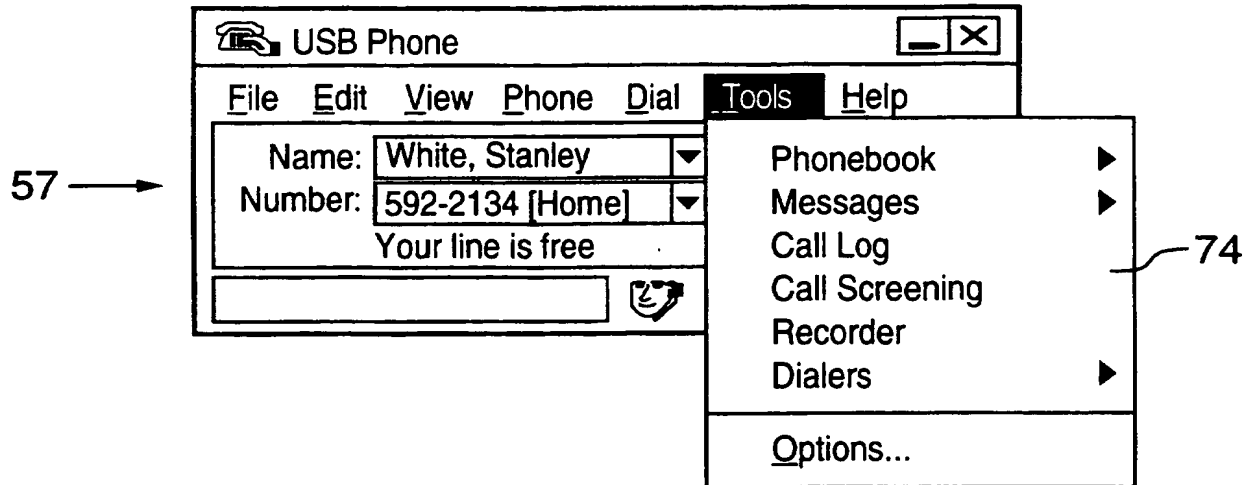 USB Phone
File Edit View Phone Dial Tools Help
Name: White, Stanley
Number: 592-2134 [Home]
Your line is free
Phonebook
Messages
Call Log
Call Screening
Recorder
Dialers
Options...
57
74